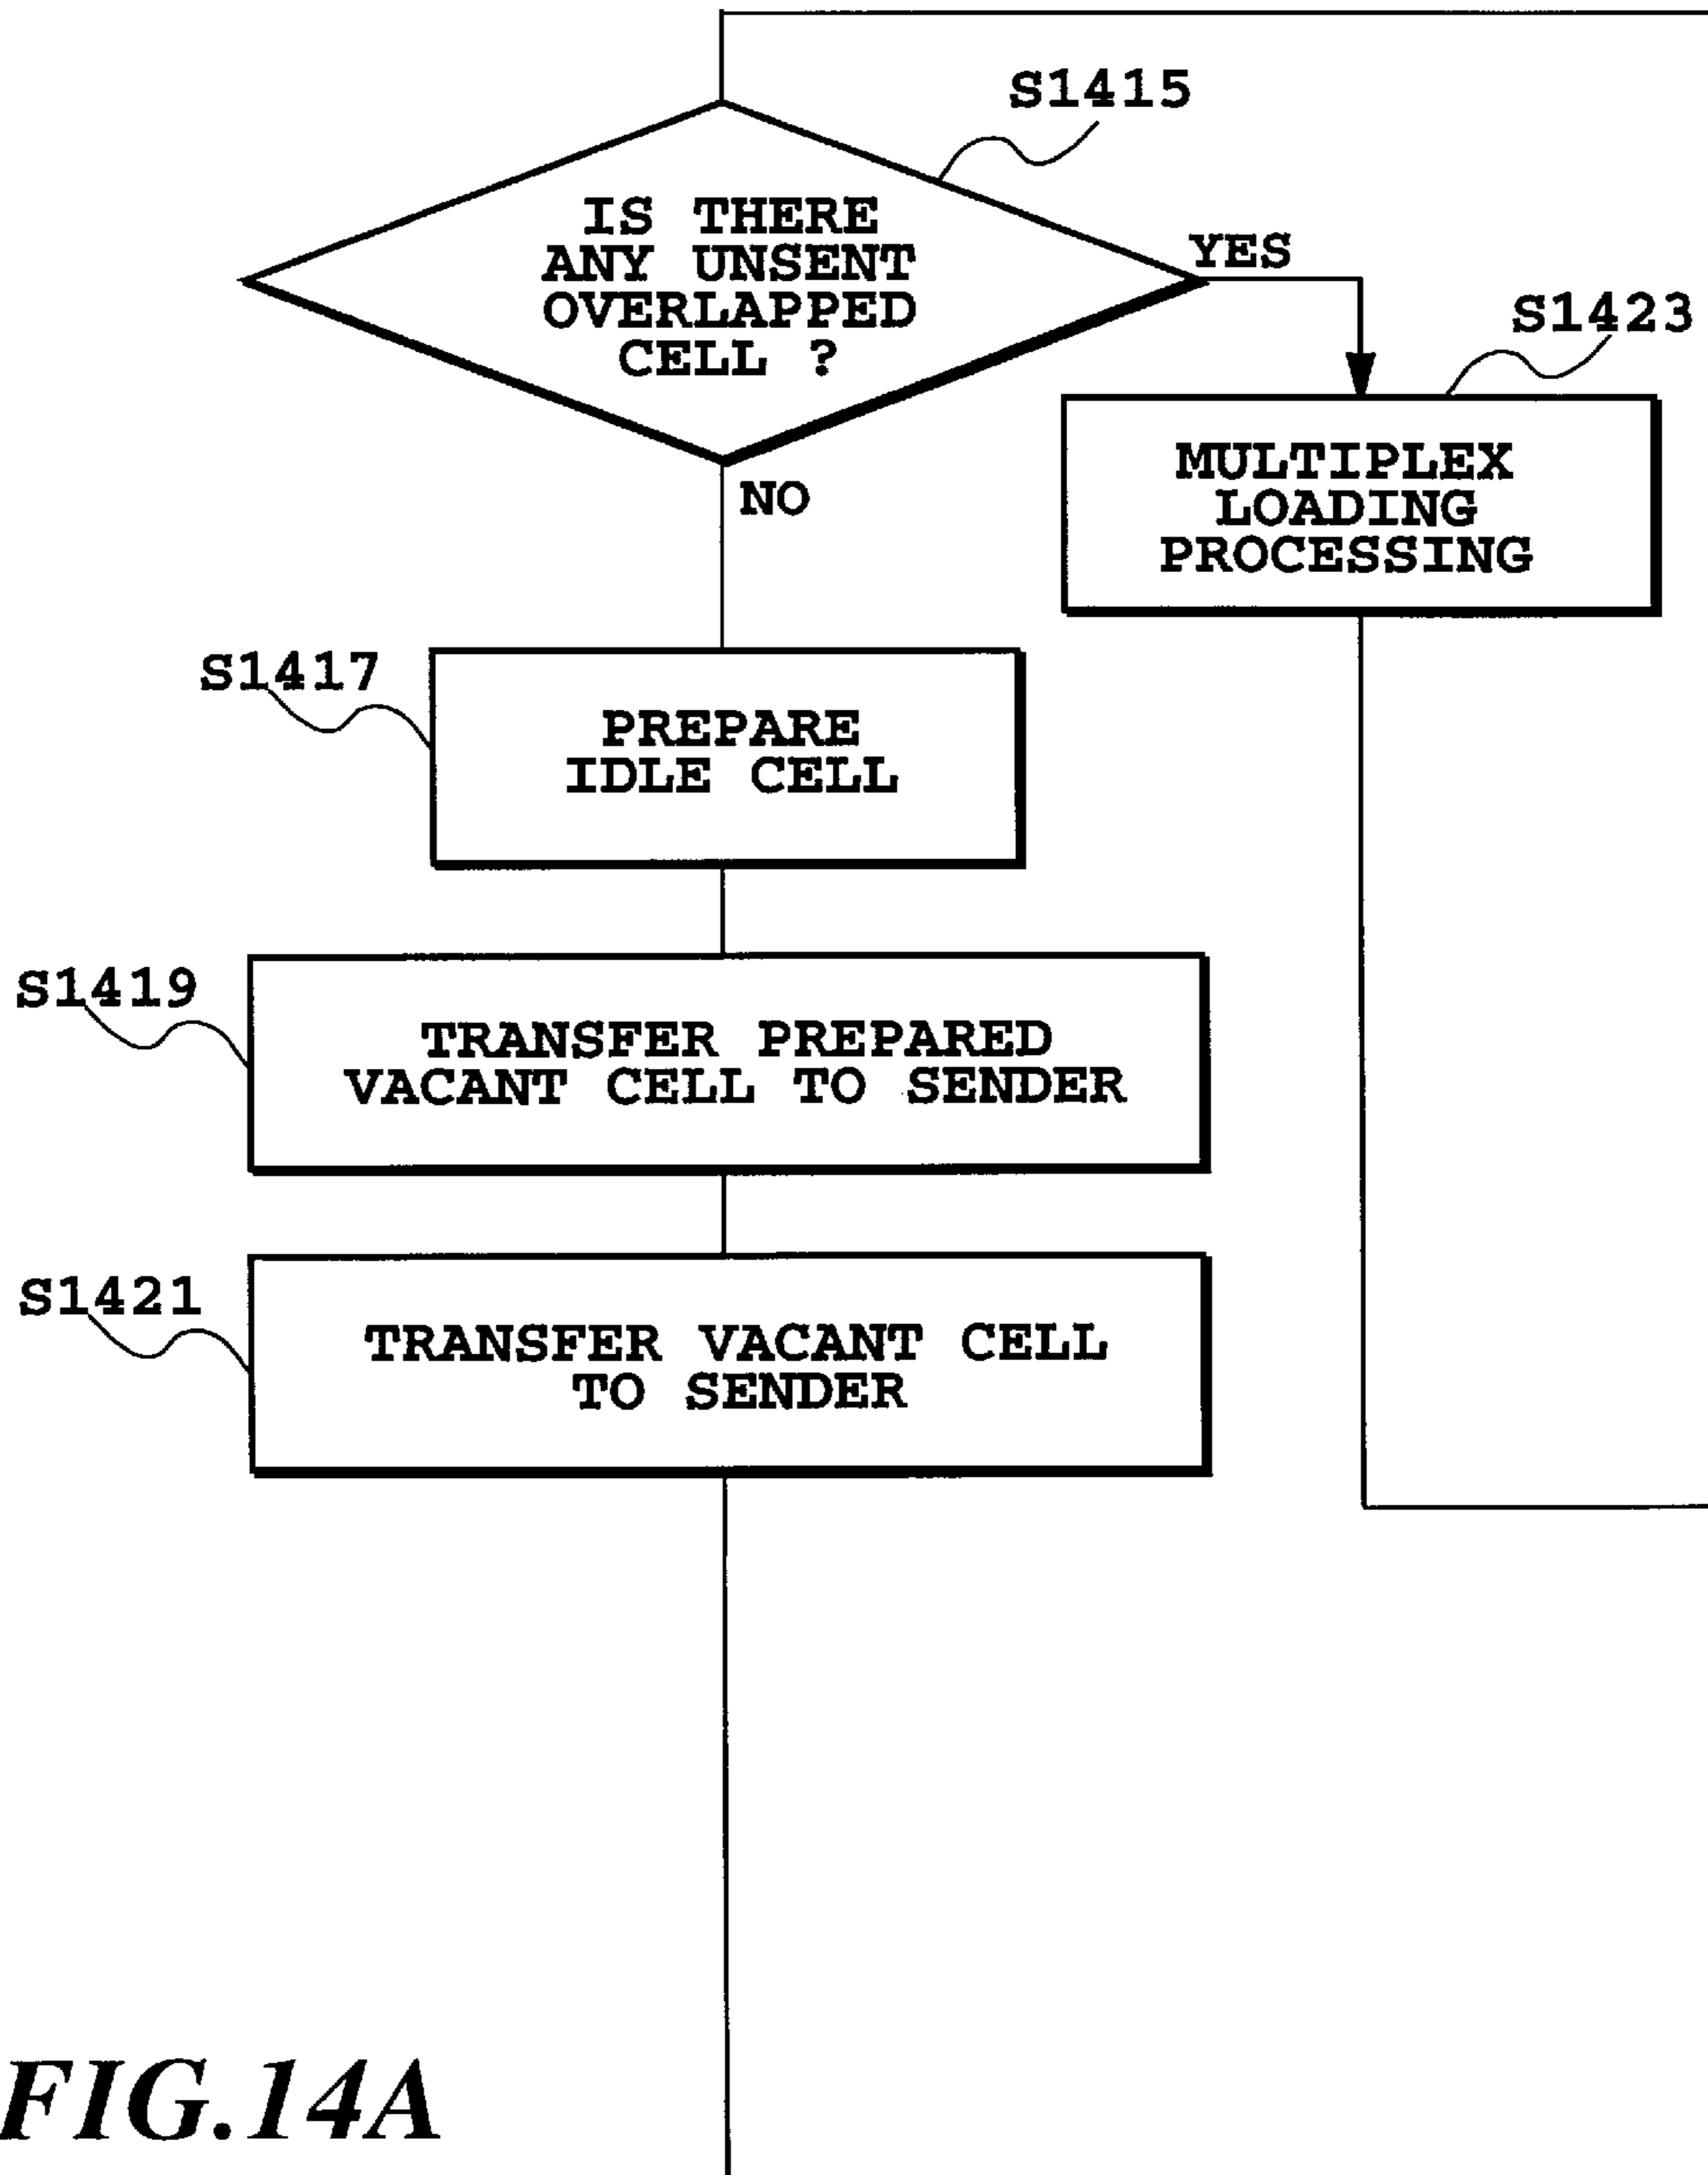 S1415
IS THERE
ANY UNSENT
OVERLAPPED
CELL ?
YES
S1423
MULTIPLEX
LOADING
PROCESSING
NO
S1417
PREPARE
IDLE CELL
S1419
TRANSFER PREPARED
VACANT CELL TO SENDER
S1421
TRANSFER VACANT CELL
TO SENDER
FIG.14A